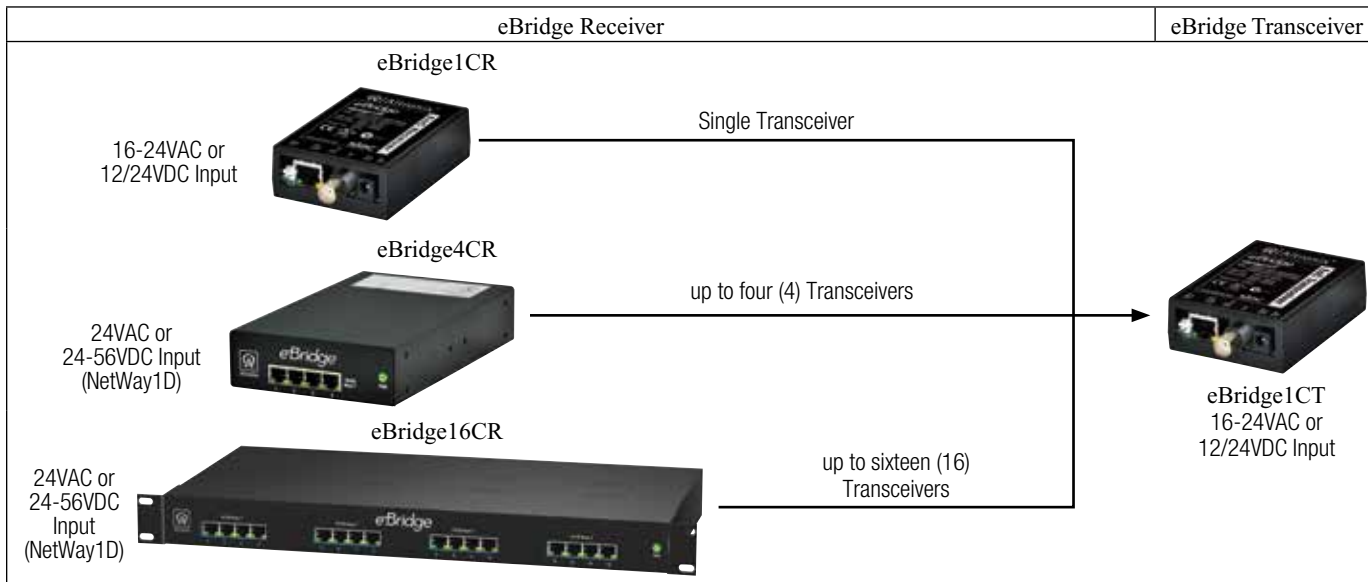 eBridge Receiver
eBridge Transceiver
eBridge1CR
16-24VAC or
12/24VDC Input
eBridge
Single Transceiver
eBridge4CR
24VAC or
24-56VDC Input
(NetWay1D)
eBridge
up to four (4) Transceivers
eBridge
eBridge1CT
16-24VAC or
12/24VDC Input
eBridge16CR
24VAC or
24-56VDC
Input
(NetWay1D)
eBridge
up to sixteen (16)
Transceivers